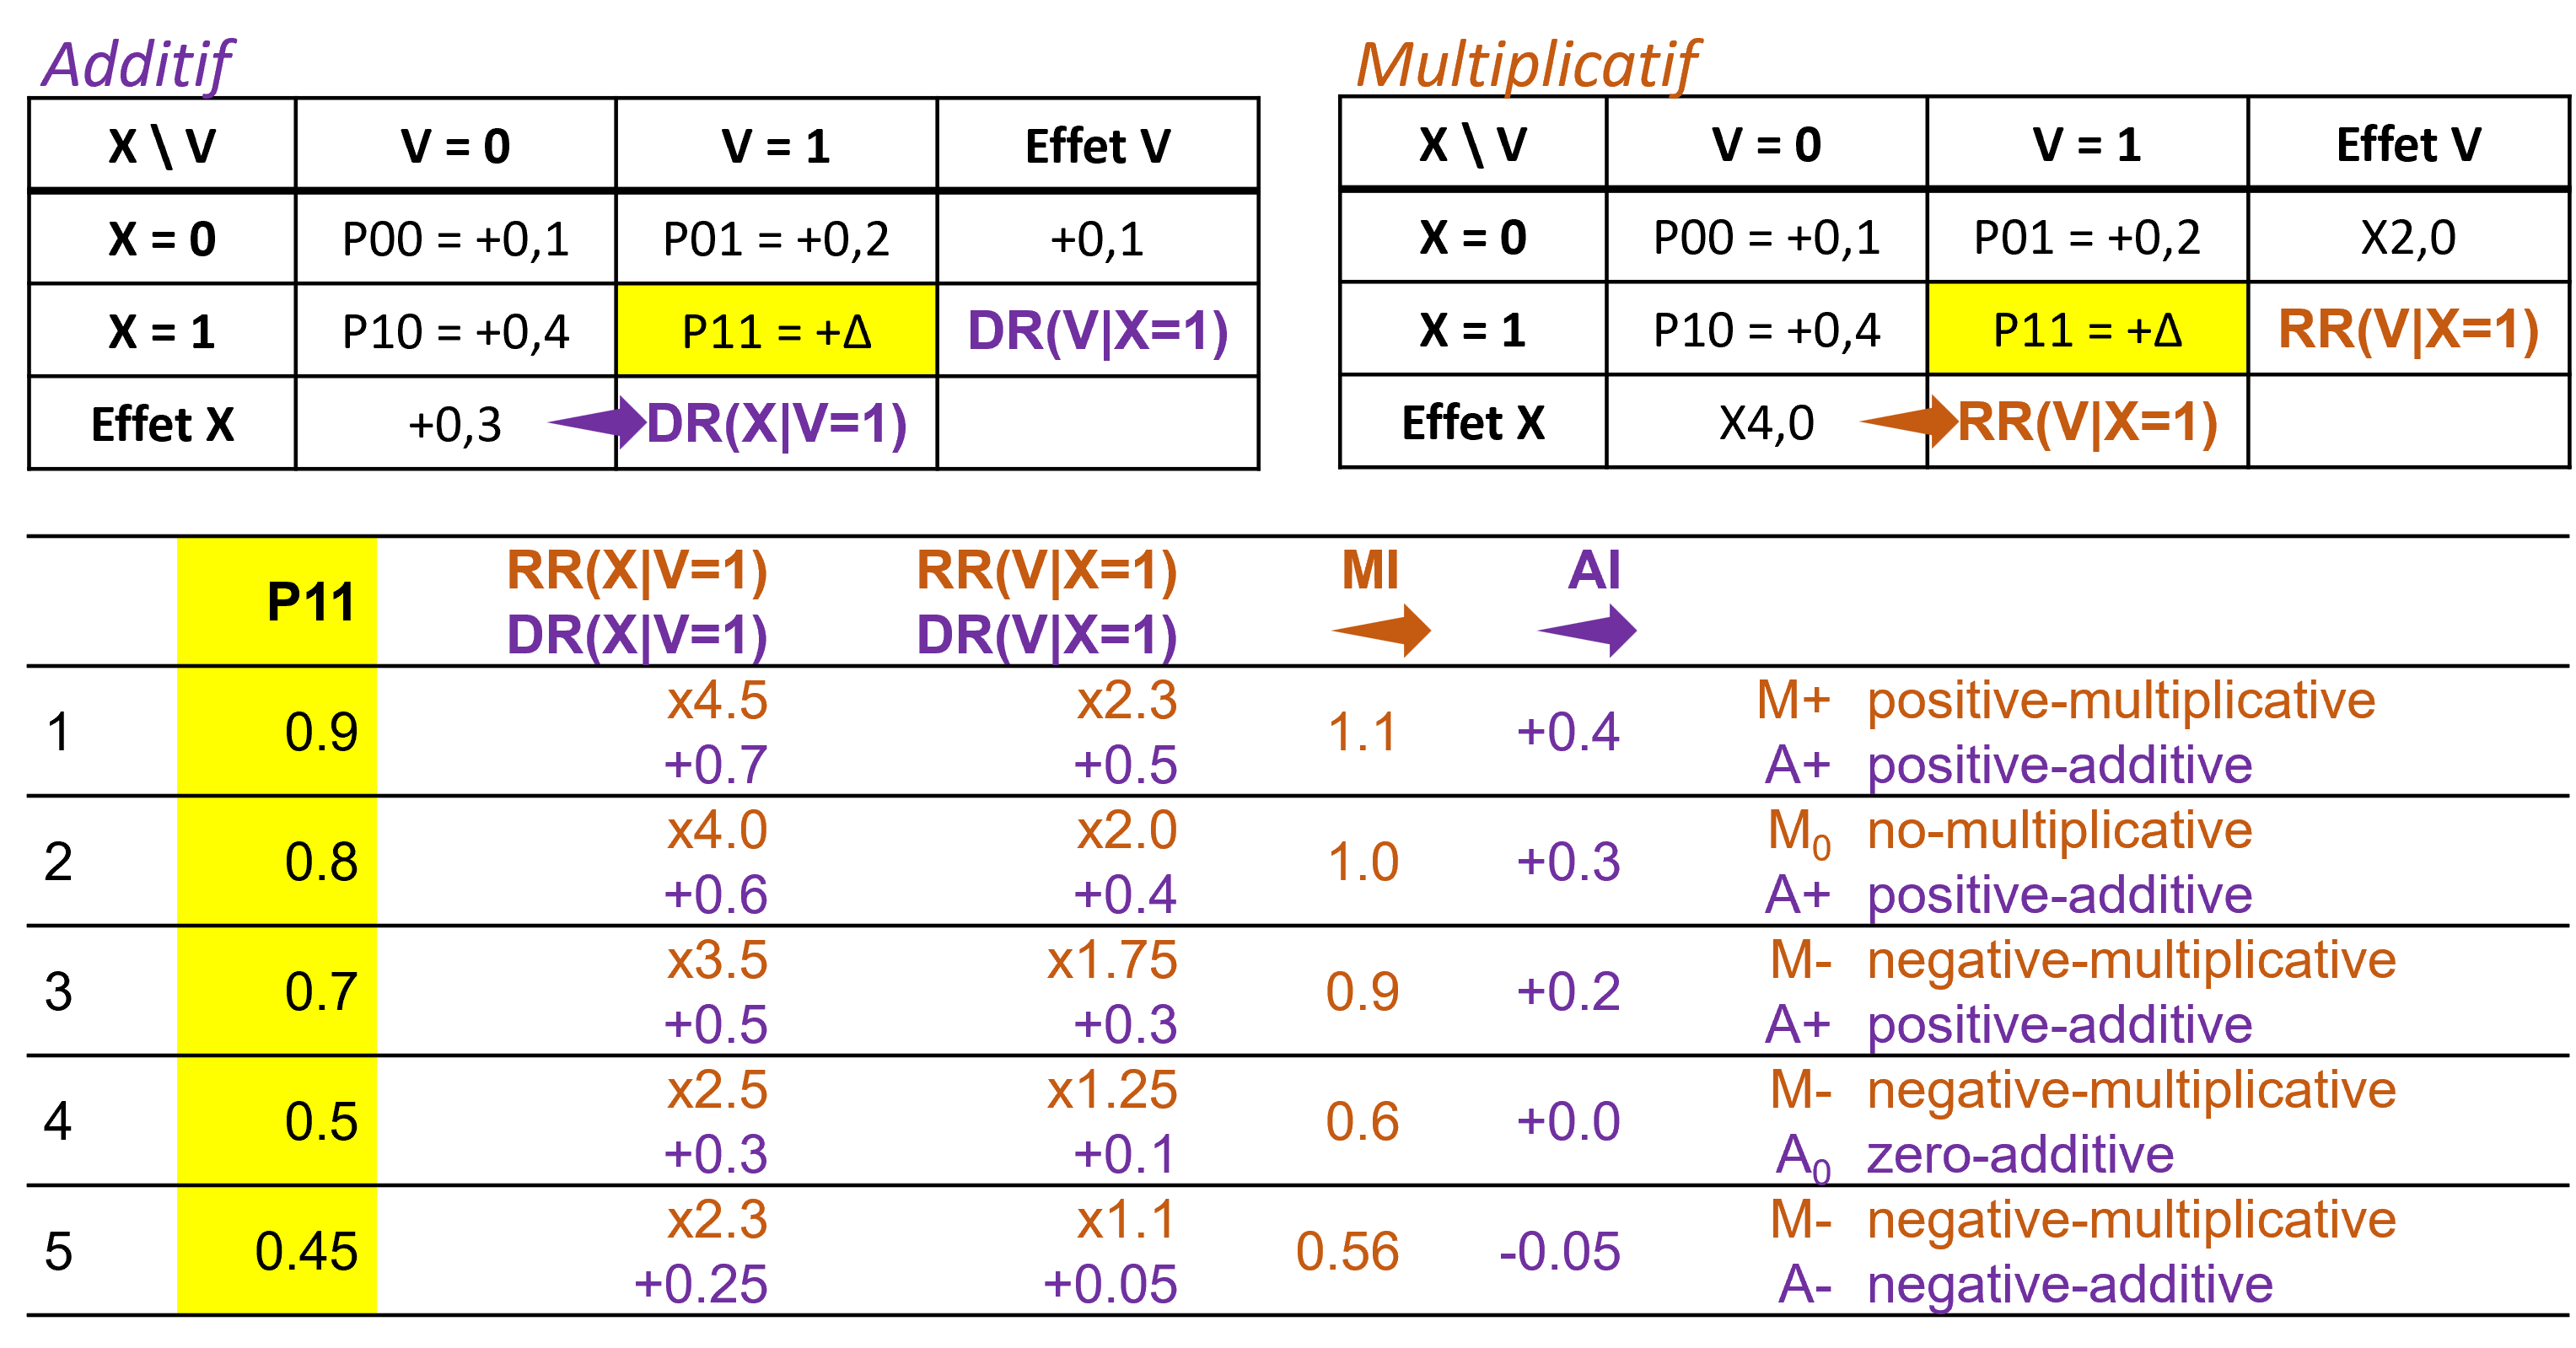 Additif
X \ V V = 0 V = 1 Effet V
X = 0 P00 = +0,1 P01 = +0,2 +0,1
X = 1 P10 = +0,4 P11 = +Δ DR(V|X=1)
Effet X +0,3 DR(X|V=1)
Multiplicatif
X \ V V = 0 V = 1 Effet V
X = 0 P00 = +0,1 P01 = +0,2 X2,0
X = 1 P10 = +0,4 P11 = +Δ RR(V|X=1)
Effet X X4,0 RR(V|X=1)
P11
RR(X|V=1) RR(V|X=1) MI AI
DR(X|V=1) DR(V|X=1)
1 0.9
x4.5 x2.3
+0.7 +0.5
1.1 +0.4
M+ positive-multiplicative
A+ positive-additive
2 0.8
x4.0 x2.0
+0.6 +0.4
1.0 +0.3
M0 no-multiplicative
A+ positive-additive
3 0.7
x3.5 x1.75
+0.5 +0.3
0.9 +0.2
M- negative-multiplicative
A+ positive-additive
4 0.5
x2.5 x1.25
+0.3 +0.1
0.6 +0.0
M- negative-multiplicative
A0 zero-additive
5 0.45
x2.3 x1.1
+0.25 +0.05
0.56 -0.05
M- negative-multiplicative
A- negative-additive